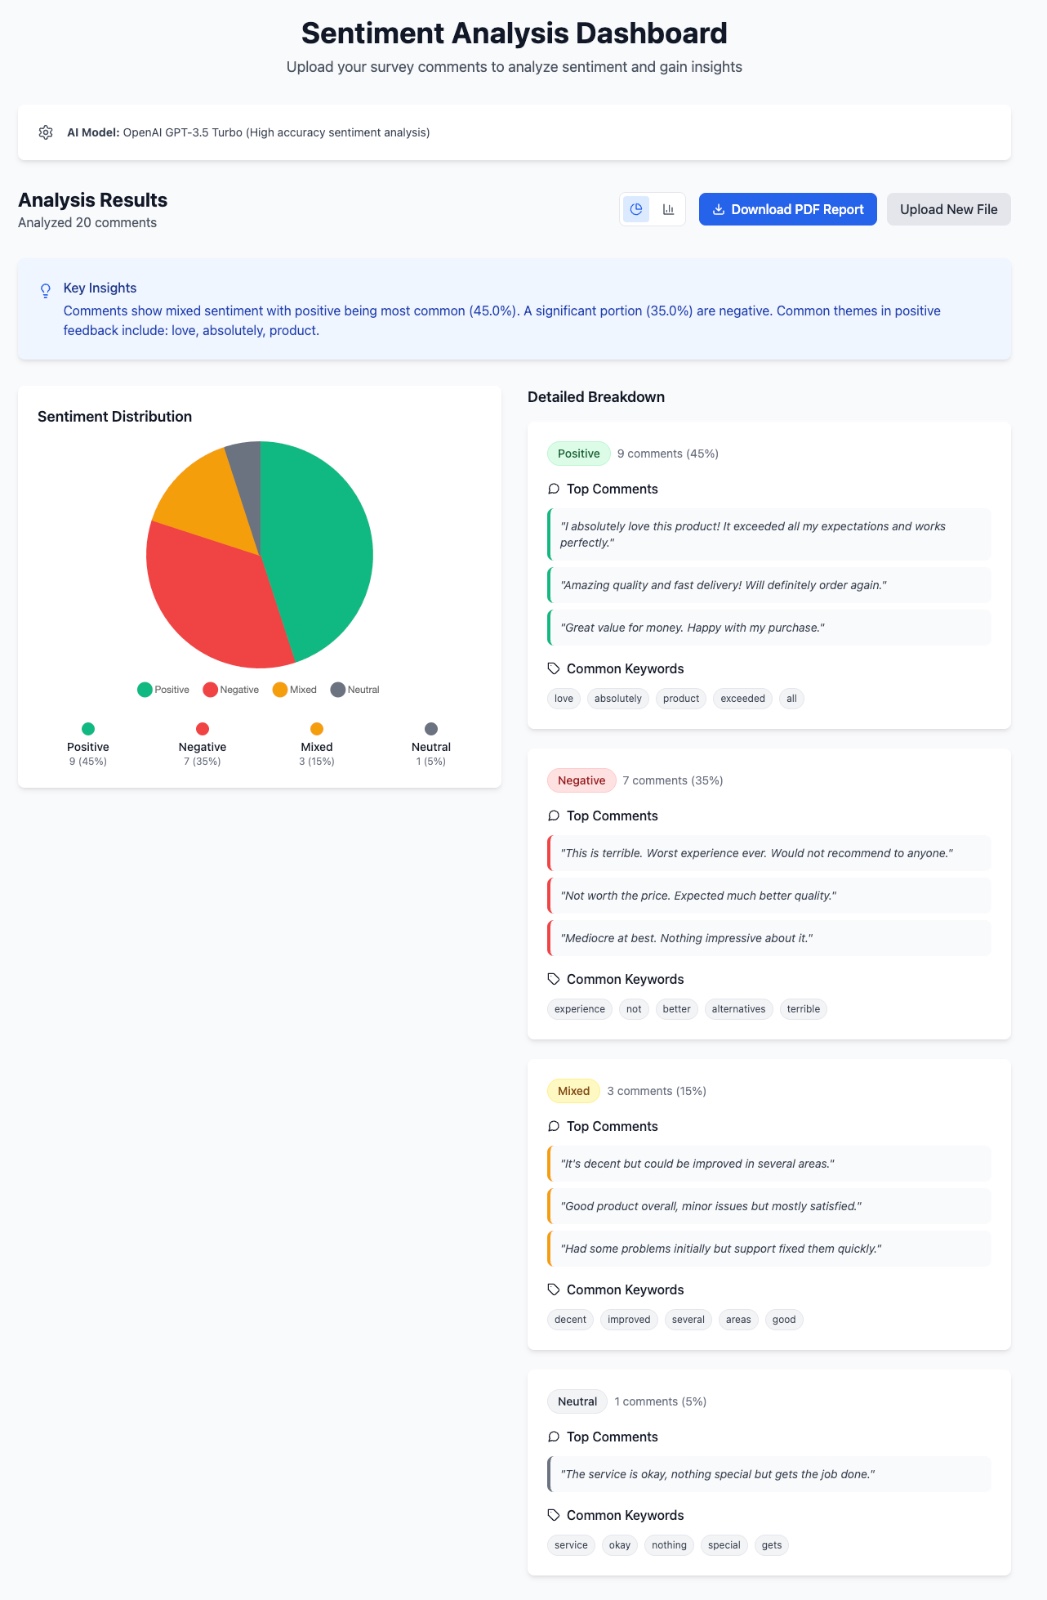 Sentiment Analysis Dashboard
Upload your survey comments to analyze sentiment and gain insights
AI Model: OpenAI GPT-3.5 Turbo (High accuracy sentiment analysis)
Analysis Results
Analyzed 20 comments
Download PDF Report
Upload New File
Key Insights
Comments show mixed sentiment with positive being most common (45.0%). A significant portion (35.0%) are negative. Common themes in positive
feedback include: love, absolutely, product.
Sentiment Distribution
Positive Negative Mixed Neutral
Positive Negative Mixed Neutral
9 (45%) 7 (35%) 3 (15%) 1 (5%)
Detailed Breakdown
Positive 9 comments (45%)
Top Comments
"I absolutely love this product! It exceeded all my expectations and works
perfectly."
"Amazing quality and fast delivery! Will definitely order again."
"Great value for money. Happy with my purchase."
Common Keywords
love absolutely product exceeded all
Negative 7 comments (35%)
Top Comments
"This is terrible. Worst experience ever. Would not recommend to anyone."
"Not worth the price. Expected much better quality."
"Mediocre at best. Nothing impressive about it."
Common Keywords
experience not better alternatives terrible
Mixed 3 comments (15%)
Top Comments
"It's decent but could be improved in several areas."
"Good product overall, minor issues but mostly satisfied."
"Had some problems initially but support fixed them quickly."
Common Keywords
decent improved several areas good
Neutral 1 comments (5%)
Top Comments
"The service is okay, nothing special but gets the job done."
Common Keywords
service okay nothing special gets